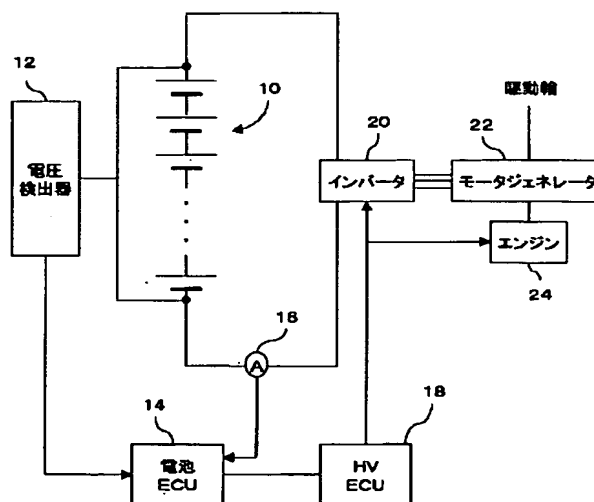 12
10
駆動輪
20
22
電圧
検出器
インバータ
モータジェネレータ
エンジン
24
16
A
14
18
電池
ECU
HV
ECU